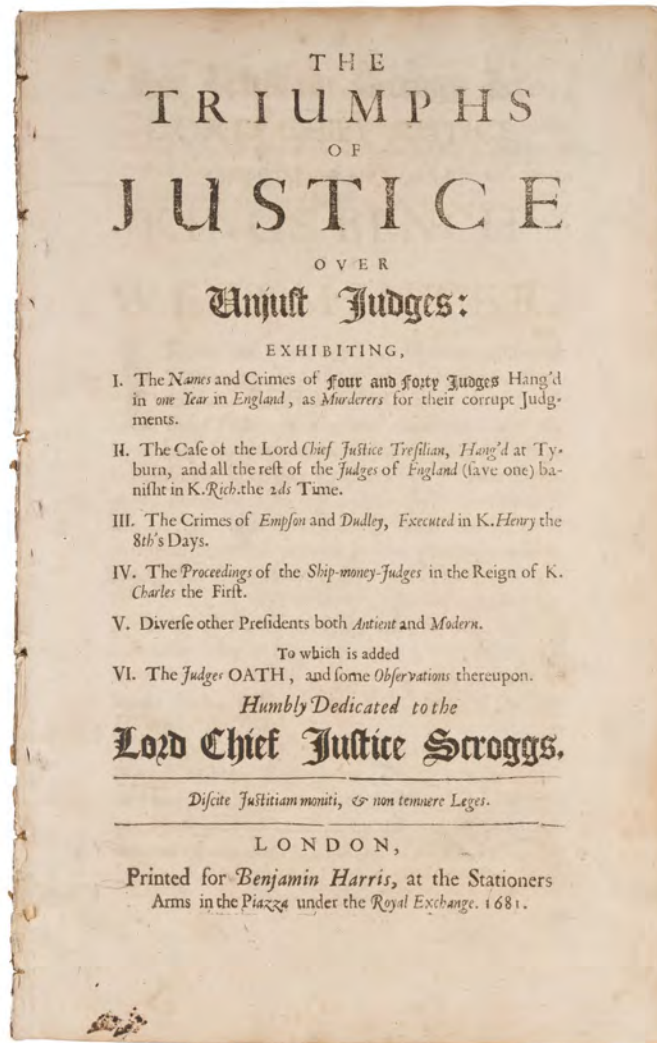 THE
TRIUMPHS
OF
JUSTICE
OVER
Unjuſt Judges:
EXHIBITING,
I. The Names and Crimes of Four and Forty Judges Hang'd
in one Year in England, as Murderers for their corrupt Judg-
ments.
II. The Caſe of the Lord Chief Juſtice Treſilian, Hang'd at Ty-
burn, and all the reſt of the Judges of England (ſave one) ba-
niſht in K. Rich. the 2ds Time.
III. The Crimes of Empſon and Dudley, Executed in K. Henry the
8th's Days.
IV. The Proceedings of the Ship-money-Judges in the Reign of K.
Charles the Firſt.
V. Diverſe other Preſidents both Antient and Modern.
To which is added
VI. The Judges OATH, and ſome Obſervations thereupon.
Humbly Dedicated to the
Lord Chief Juſtice Scroggs.
Diſcite Juſtitiam moniti, & non temnere Leges.
LONDON,
Printed for Benjamin Harris, at the Stationers
Arms in the Piazza under the Royal Exchange. 1681.